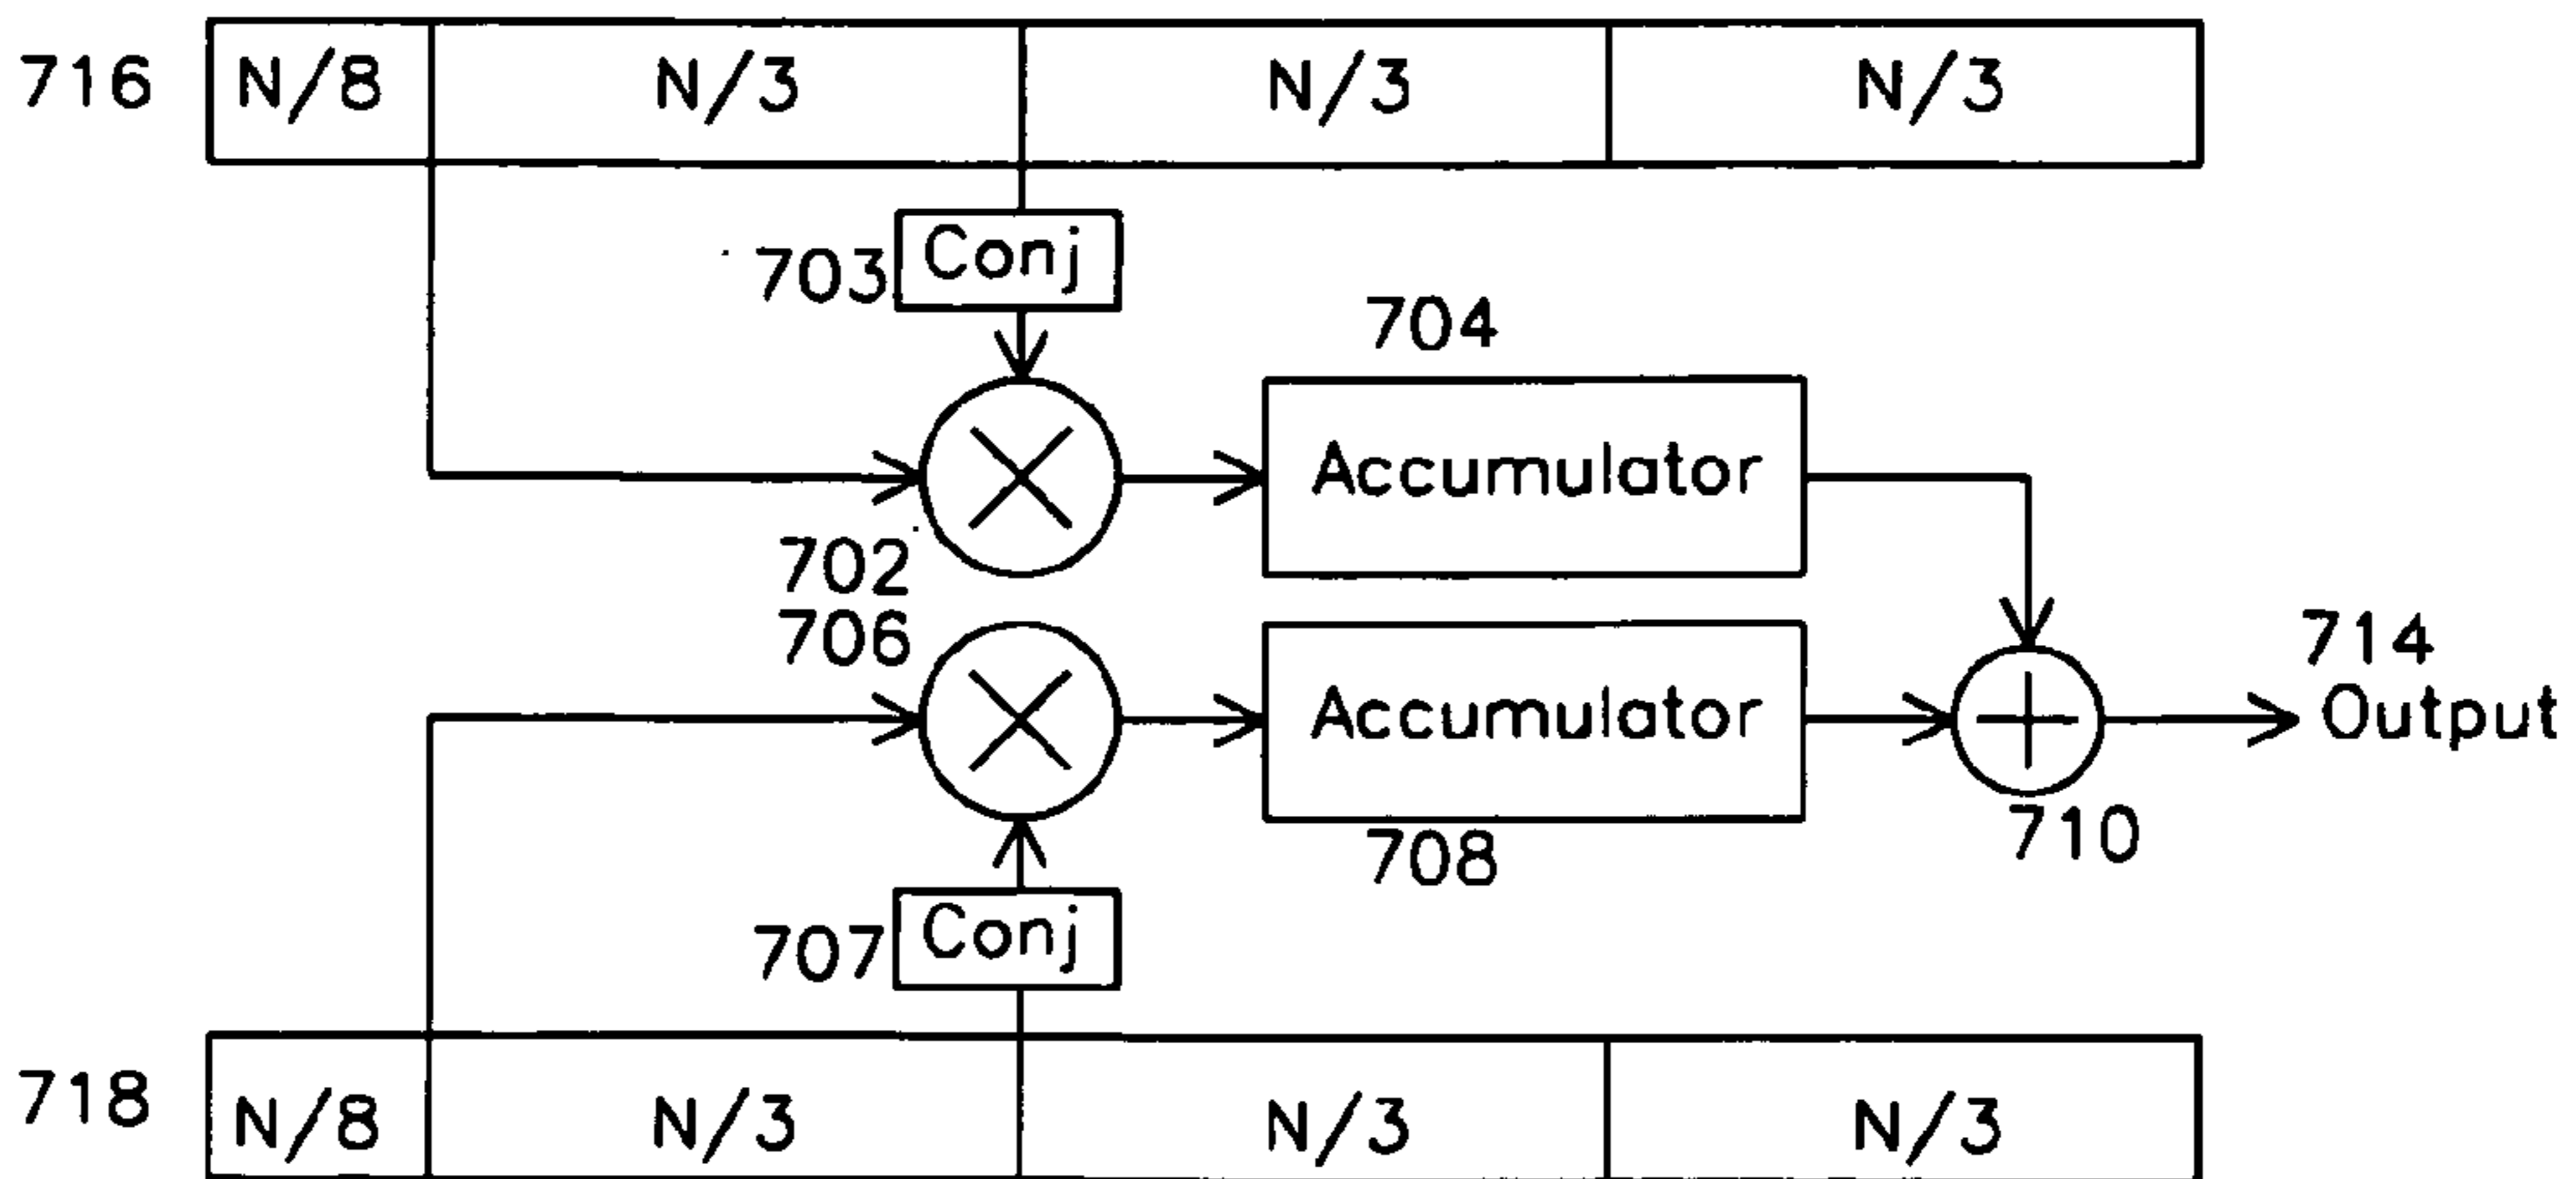 716 N/8 N/3 N/3 N/3
703 Conj
704
Accumulator
702
706
714
Accumulator
Output
710
708
707 Conj
718 N/8 N/3 N/3 N/3